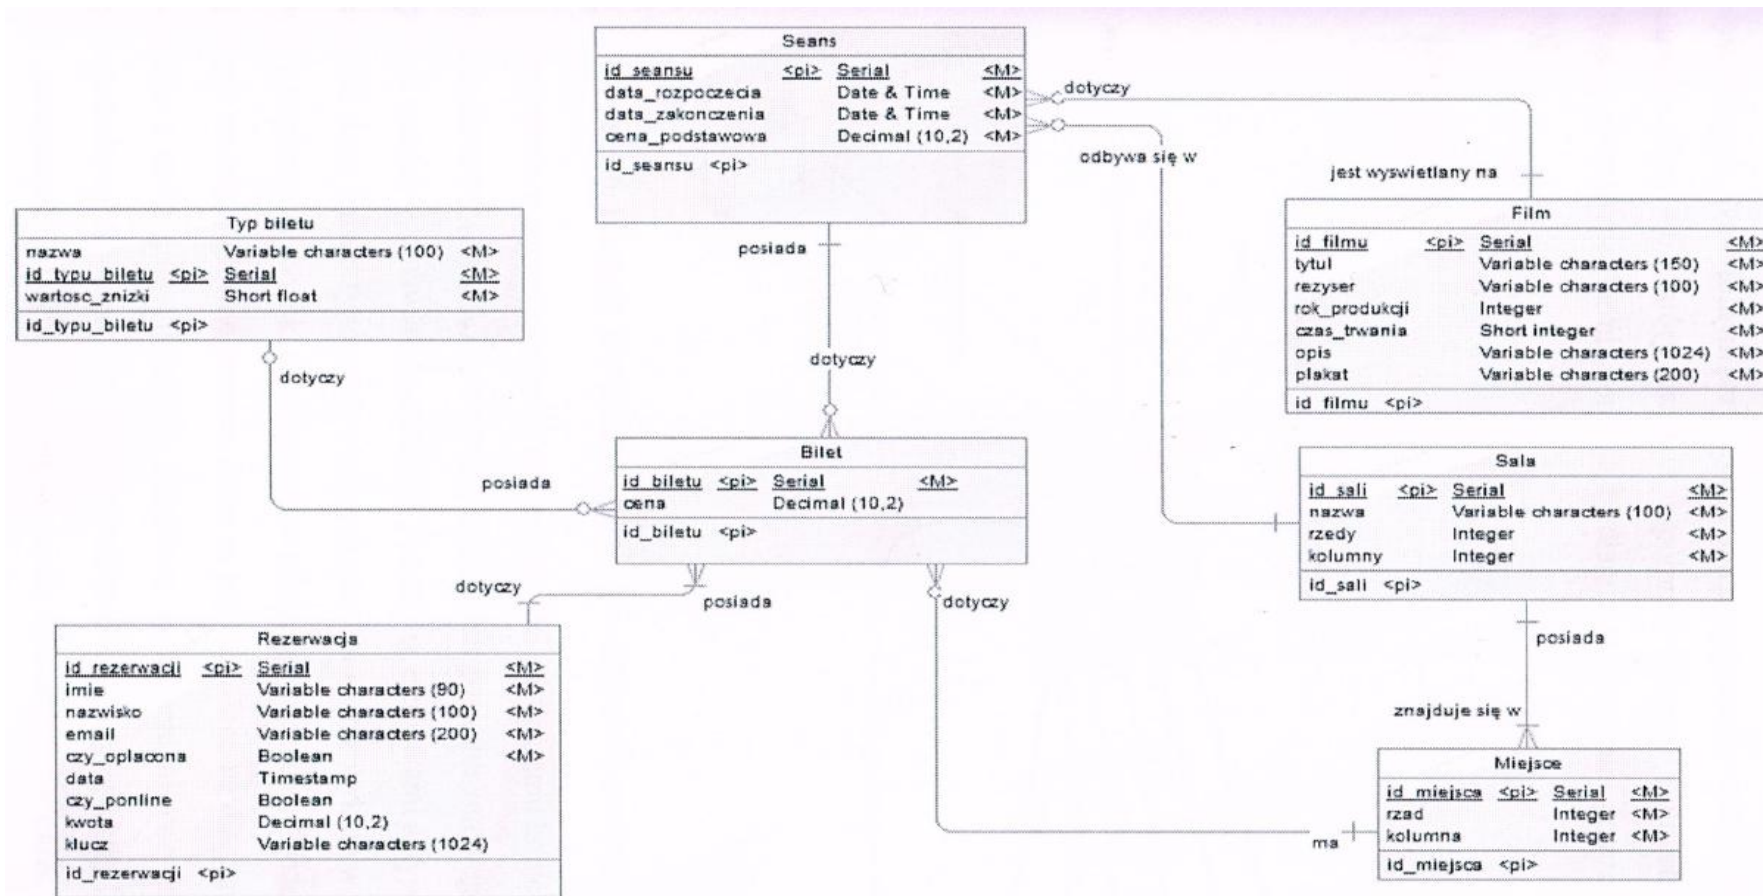 Seans
id_seansu <pi> Serial <M>
data_rozpoczecia Date & Time <M>
data_zakonczenia Date & Time <M>
cena_podstawowa Decimal (10,2) <M>
id_seansu <pi>
dotyczy
odbywa się w
jest wyswietlany na
Typ biletu
nazwa Variable characters (100) <M>
id_typu_biletu <pi> Serial <M>
wartosc_znizki Short float <M>
id_typu_biletu <pi>
posiada
Film
id_filmu <pi> Serial <M>
tytul Variable characters (150) <M>
rezyser Variable characters (100) <M>
rok_produkcji Integer <M>
czas_trwania Short integer <M>
opis Variable characters (1024) <M>
plakat Variable characters (200) <M>
id_filmu <pi>
dotyczy
dotyczy
posiada
Bilet
id_biletu <pi> Serial <M>
cena Decimal (10,2)
id_biletu <pi>
Sala
id_sali <pi> Serial <M>
nazwa Variable characters (100) <M>
rzedy Integer <M>
kolumny Integer <M>
id_sali <pi>
dotyczy
posiada
dotyczy
posiada
Rezerwacja
id_rezerwacji <pi> Serial <M>
imie Variable characters (90) <M>
nazwisko Variable characters (100) <M>
email Variable characters (200) <M>
czy_oplacona Boolean <M>
data Timestamp
czy_ponline Boolean
kwota Decimal (10,2)
klucz Variable characters (1024)
id_rezerwacji <pi>
znajduje się w
Miejsce
id_miejsca <pi> Serial <M>
rzad Integer <M>
kolumna Integer <M>
id_miejsca <pi>
ma